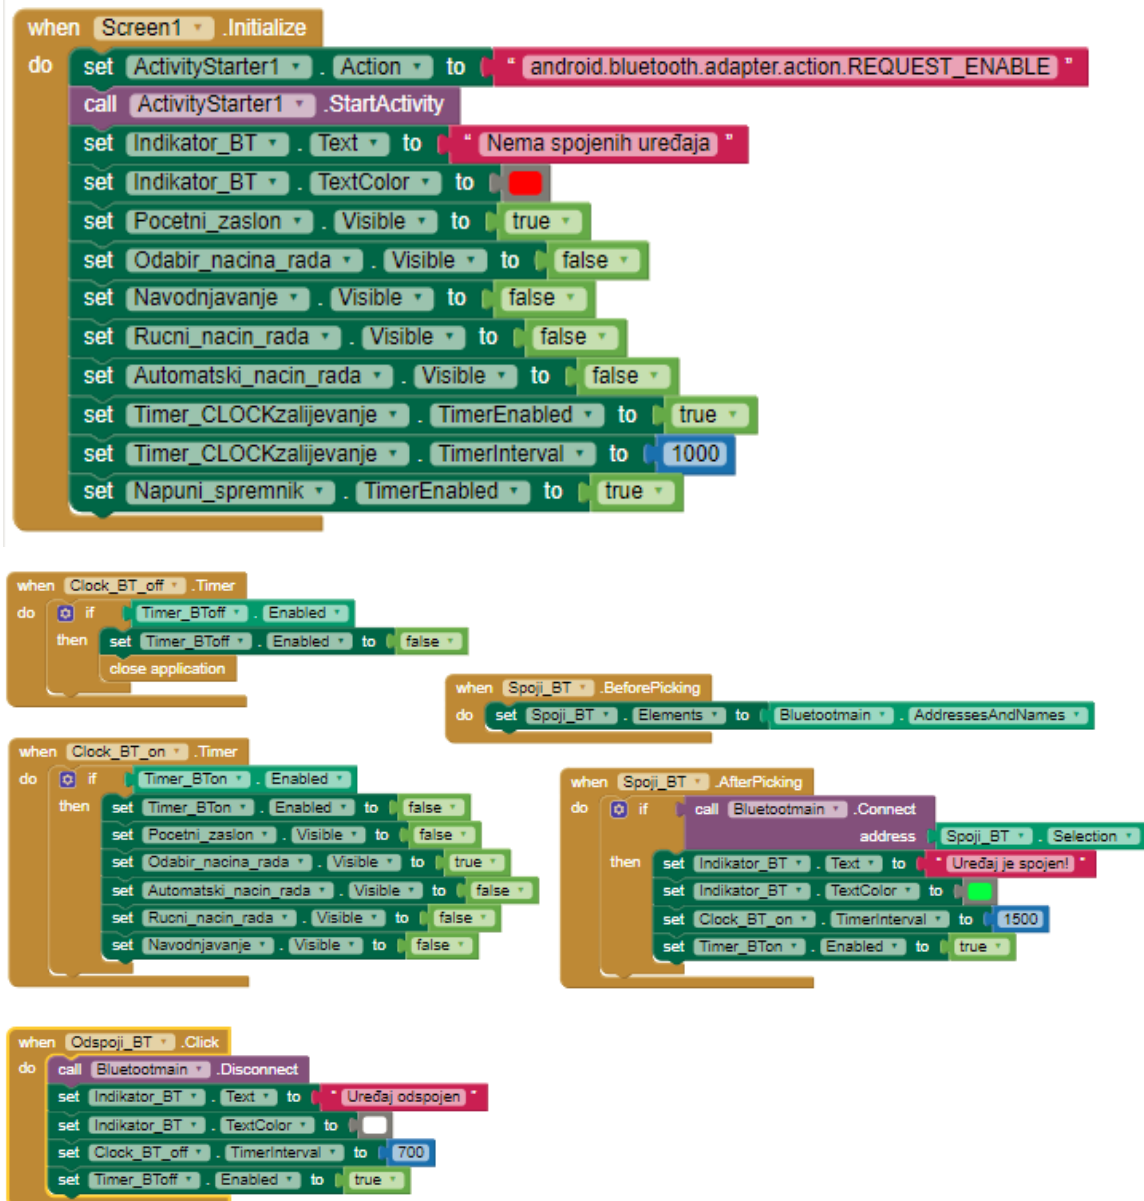 when Screen1 .Initialize
do set ActivityStarter1 . Action to " android.bluetooth.adapter.action.REQUEST_ENABLE "
call ActivityStarter1 .StartActivity
set Indikator_BT . Text to " Nema spojenih uređaja "
set Indikator_BT . TextColor to
set Pocetni_zaslon . Visible to true
set Odabir_nacina_rada . Visible to false
set Navodnjavanje . Visible to false
set Rucni_nacin_rada . Visible to false
set Automatski_nacin_rada . Visible to false
set Timer_CLOCKzalijevanje . TimerEnabled to true
set Timer_CLOCKzalijevanje . TimerInterval to 1000
set Napuni_spremnik . TimerEnabled to true
when Clock_BT_off .Timer
do if Timer_BToff . Enabled
then set Timer_BToff . Enabled to false
close application
when Spoji_BT .BeforePicking
do set Spoji_BT . Elements to Bluetootmain . AddressesAndNames
when Clock_BT_on .Timer
do if Timer_BTon . Enabled
then set Timer_BTon . Enabled to false
set Pocetni_zaslon . Visible to false
set Odabir_nacina_rada . Visible to true
set Automatski_nacin_rada . Visible to false
set Rucni_nacin_rada . Visible to false
set Navodnjavanje . Visible to false
when Spoji_BT .AfterPicking
do if call Bluetootmain .Connect
address Spoji_BT . Selection
then set Indikator_BT . Text to " Uređaj je spojen! "
set Indikator_BT . TextColor to
set Clock_BT_on . TimerInterval to 1500
set Timer_BTon . Enabled to true
when Odspoji_BT .Click
do call Bluetootmain .Disconnect
set Indikator_BT . Text to " Uređaj odspojen "
set Indikator_BT . TextColor to
set Clock_BT_off . TimerInterval to 700
set Timer_BToff . Enabled to true